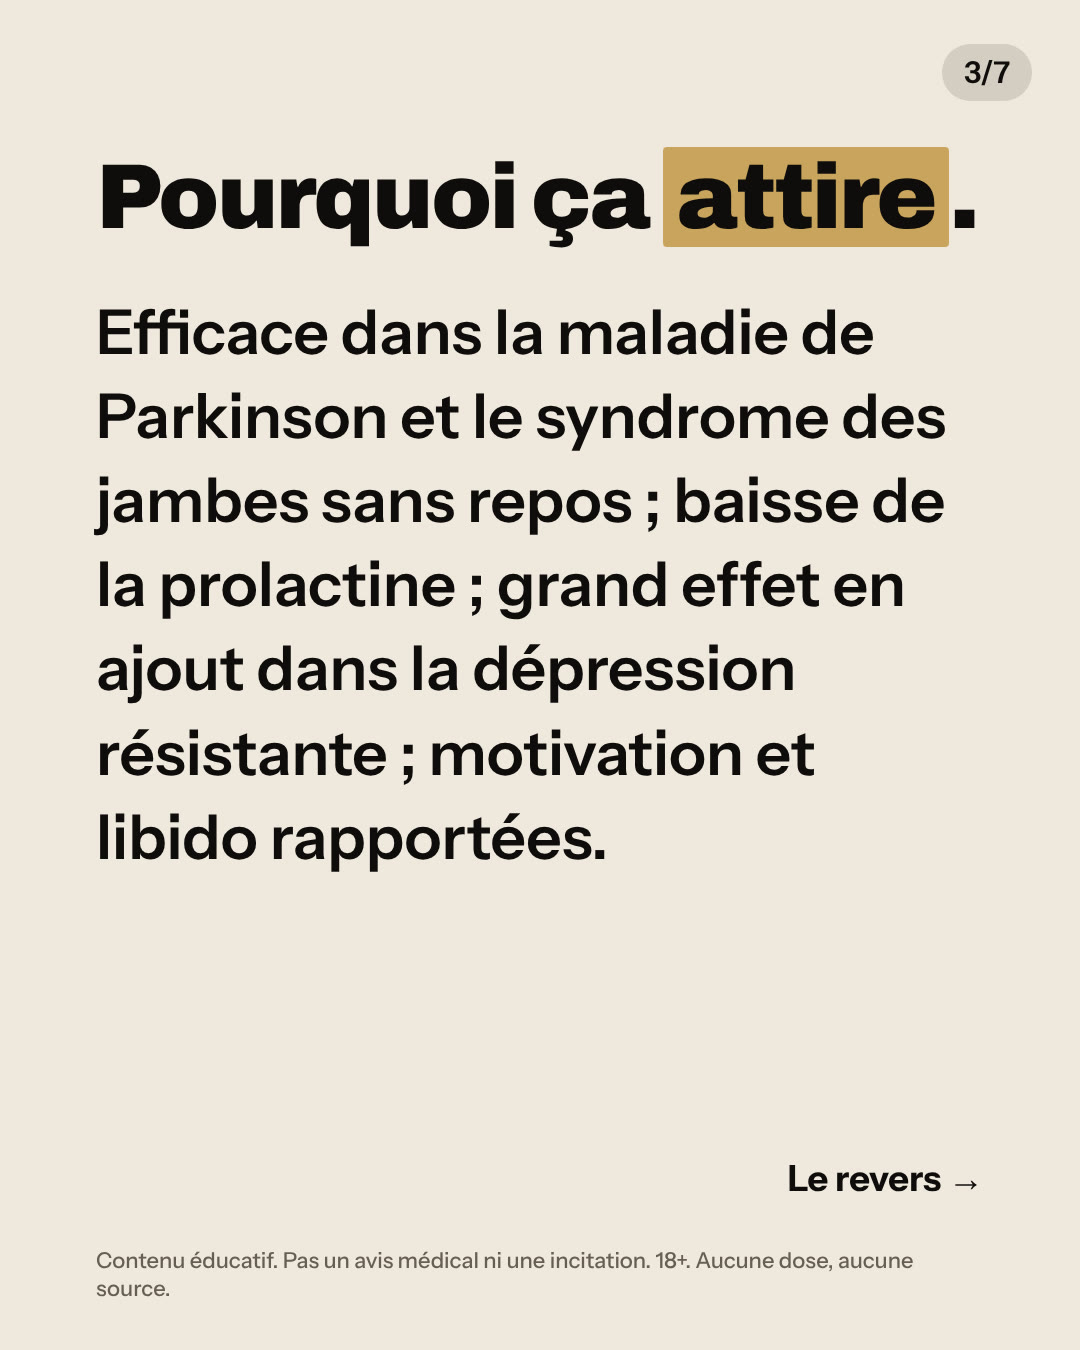 3/7
Pourquoi ça attire.
Efficace dans la maladie de
Parkinson et le syndrome des
jambes sans repos ; baisse de
la prolactine ; grand effet en
ajout dans la dépression
résistante ; motivation et
libido rapportées.
Le revers →
Contenu éducatif. Pas un avis médical ni une incitation. 18+. Aucune dose, aucune
source.